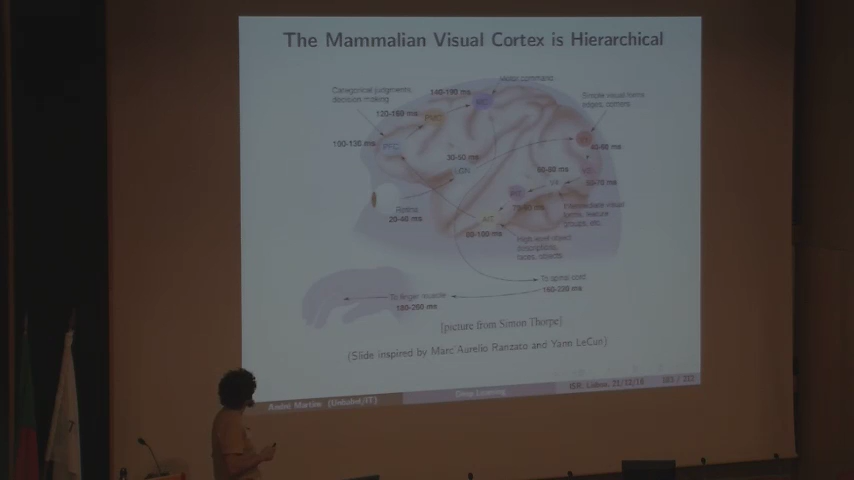 The Mammalian Visual Cortex is Hierarchical
Motor command
Categorical judgments,
decision making
140-190 ms
Simple visual forms
edges, corners
120-160 ms
PMC
100-130 ms
PFC
30-50 ms
LGN
40-60 ms
50-70 ms
Retina
20-40 ms
AIT
80-100 ms
Intermediate visual
forms, feature
groups, etc.
High level object
descriptions,
faces, objects
To spinal cord
160-220 ms
To finger muscle
180-260 ms
[picture from Simon Thorpe]
(Slide inspired by Marc'Aurelio Ranzato and Yann LeCun)
André Martins (Unbabel/IT)
Deep Learning